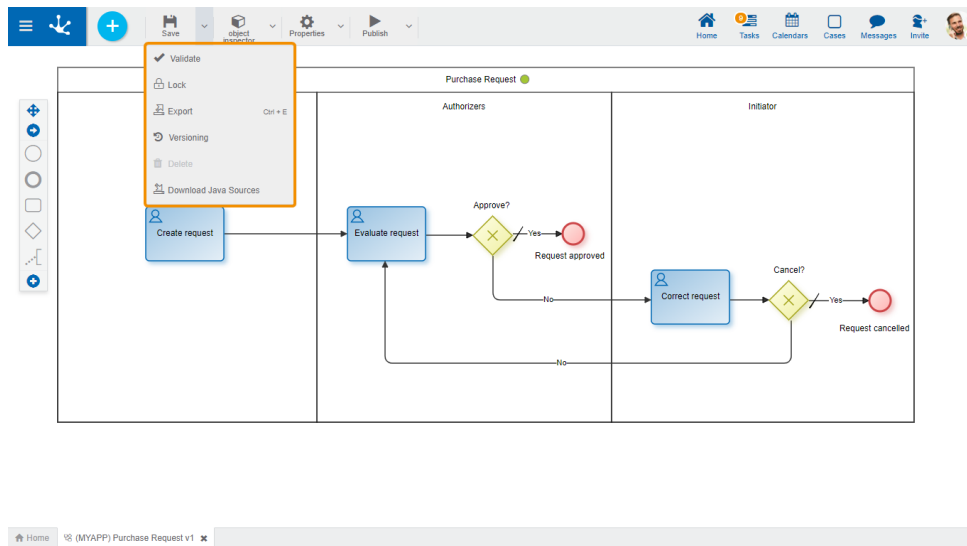 Save
object
inspector
Properties
Publish
Home
9
Tasks
Calendars
Cases
Messages
Invite
Validate
Lock
Export Ctrl + E
Versioning
Delete
Download Java Sources
Purchase Request
Authorizers
Initiator
Create request
Evaluate request
Approve?
Yes
Request approved
No
Correct request
Cancel?
Yes
Request cancelled
No
Home
(MYAPP) Purchase Request v1